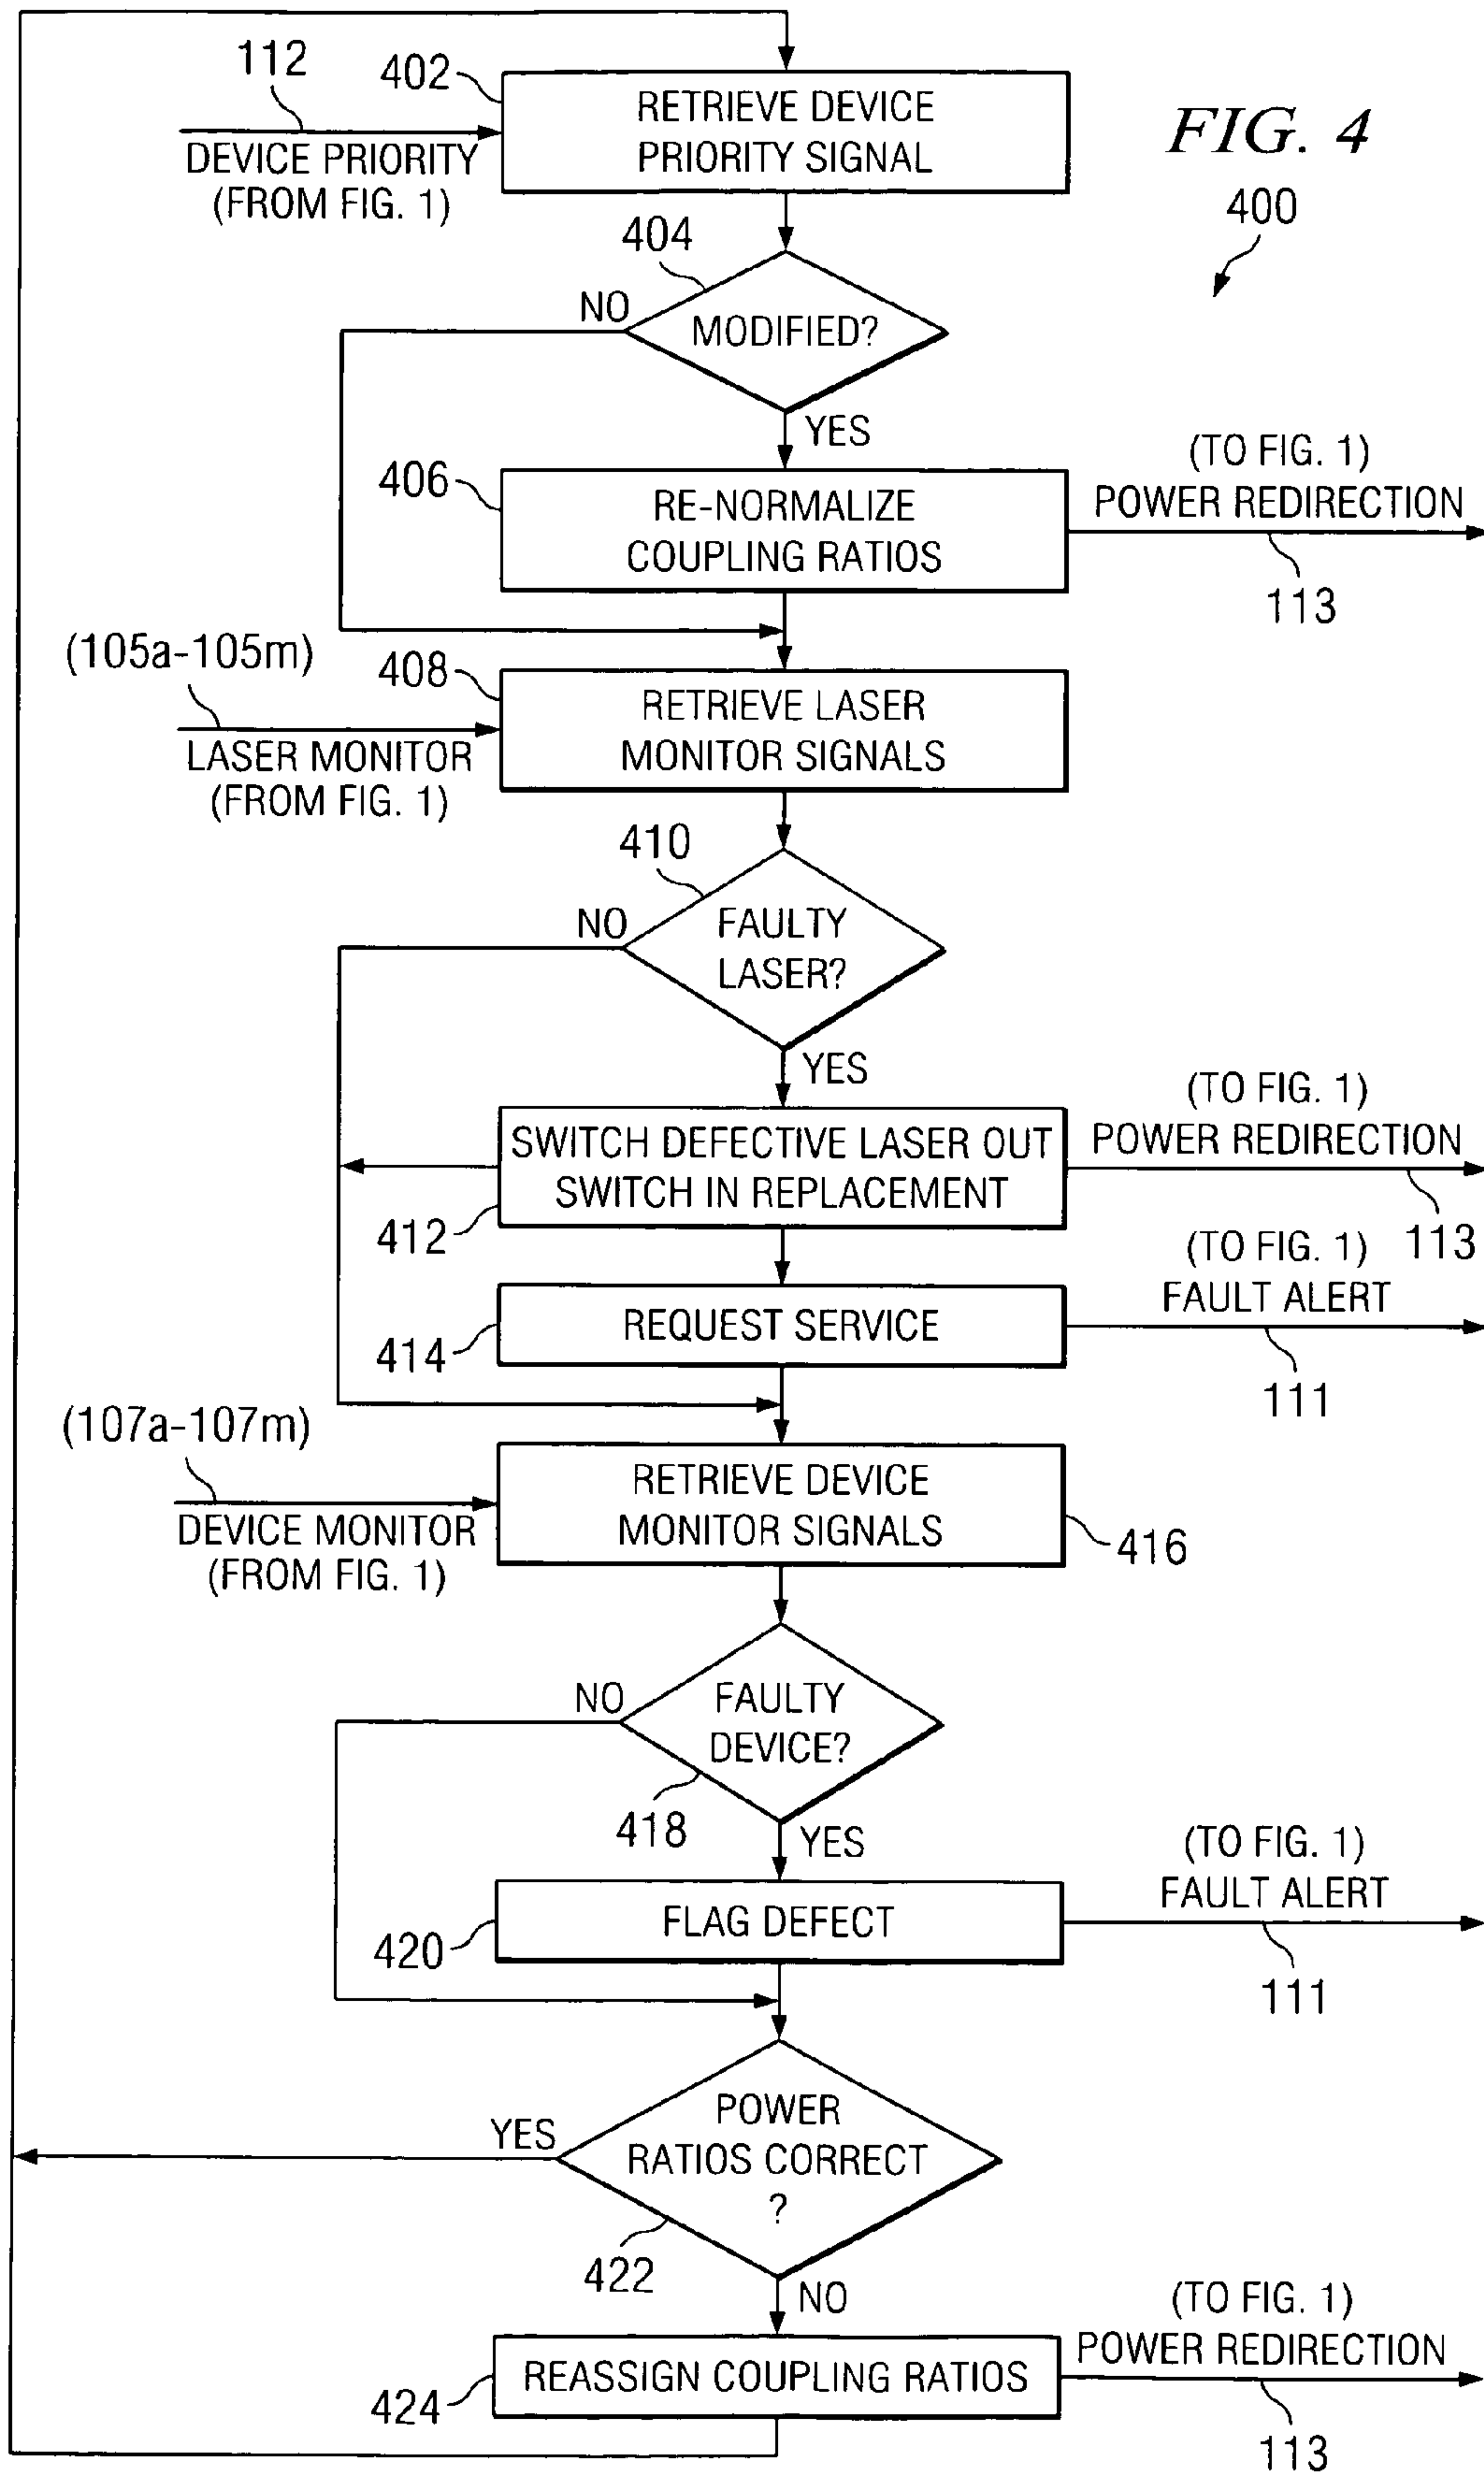 FIG. 4
400
112
402
DEVICE PRIORITY
(FROM FIG. 1)
RETRIEVE DEVICE
PRIORITY SIGNAL
404
NO
MODIFIED?
YES
406
RE-NORMALIZE
COUPLING RATIOS
(TO FIG. 1)
POWER REDIRECTION
113
(105a-105m)
408
LASER MONITOR
(FROM FIG. 1)
RETRIEVE LASER
MONITOR SIGNALS
410
NO
FAULTY
LASER?
YES
SWITCH DEFECTIVE LASER OUT
SWITCH IN REPLACEMENT
412
(TO FIG. 1)
POWER REDIRECTION
113
REQUEST SERVICE
414
(TO FIG. 1)
FAULT ALERT
111
(107a-107m)
DEVICE MONITOR
(FROM FIG. 1)
RETRIEVE DEVICE
MONITOR SIGNALS
416
NO
FAULTY
DEVICE?
418
YES
FLAG DEFECT
420
(TO FIG. 1)
FAULT ALERT
111
YES
POWER
RATIOS CORRECT
?
422
NO
REASSIGN COUPLING RATIOS
424
(TO FIG. 1)
POWER REDIRECTION
113